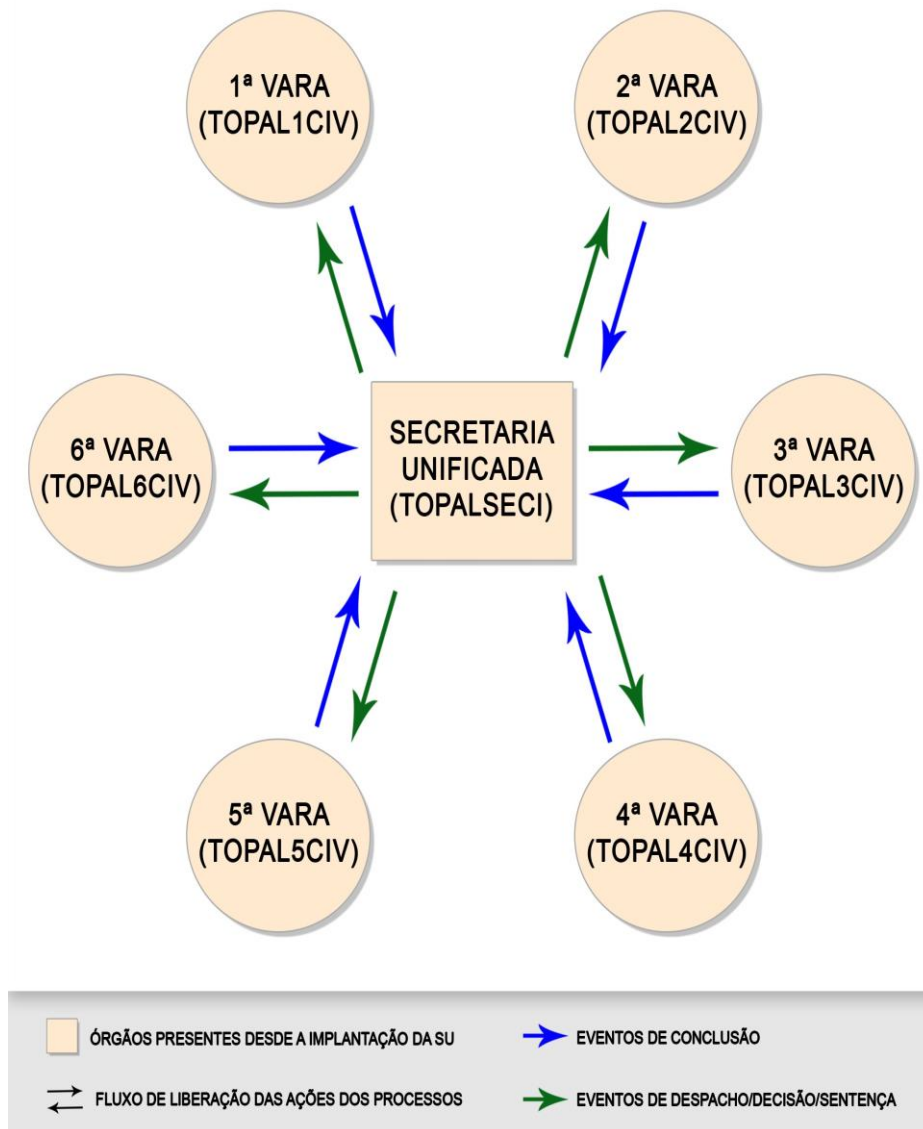 1ª VARA
(TOPAL1CIV)
2ª VARA
(TOPAL2CIV)
6ª VARA
(TOPAL6CIV)
SECRETARIA
UNIFICADA
(TOPALSECI)
3ª VARA
(TOPAL3CIV)
5ª VARA
(TOPAL5CIV)
4ª VARA
(TOPAL4CIV)
ÓRGÃOS PRESENTES DESDE A IMPLANTAÇÃO DA SU
EVENTOS DE CONCLUSÃO
FLUXO DE LIBERAÇÃO DAS AÇÕES DOS PROCESSOS
EVENTOS DE DESPACHO/DECISÃO/SENTENÇA